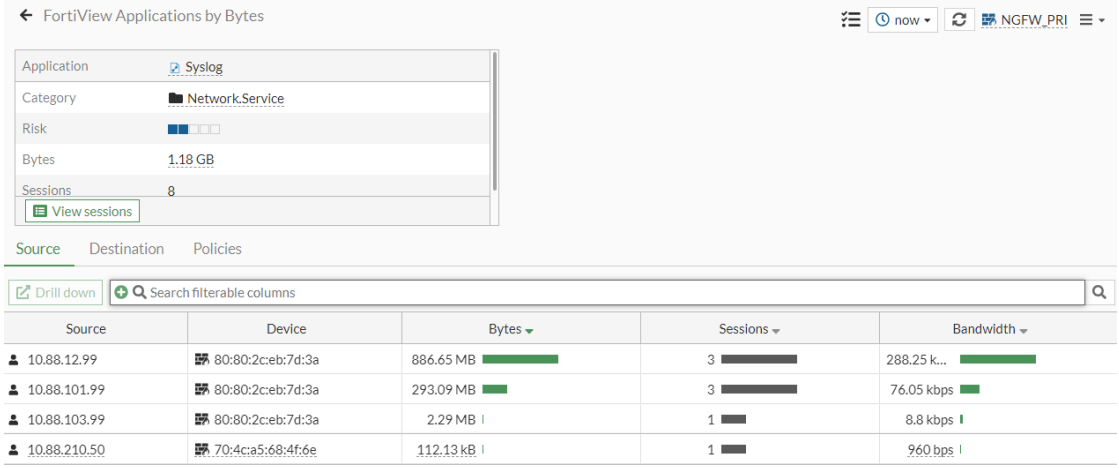 FortiView Applications by Bytes
now
NGFW_PRI
Application Syslog
Category Network.Service
Risk
Bytes 1.18 GB
Sessions 8
View sessions
Source Destination Policies
Drill down Search filterable columns
Source Device Bytes Sessions Bandwidth
10.88.12.99 80:80:2c:eb:7d:3a 886.65 MB 3 288.25 k...
10.88.101.99 80:80:2c:eb:7d:3a 293.09 MB 3 76.05 kbps
10.88.103.99 80:80:2c:eb:7d:3a 2.29 MB 1 8.8 kbps
10.88.210.50 70:4c:a5:68:4f:6e 112.13 kB 1 960 bps